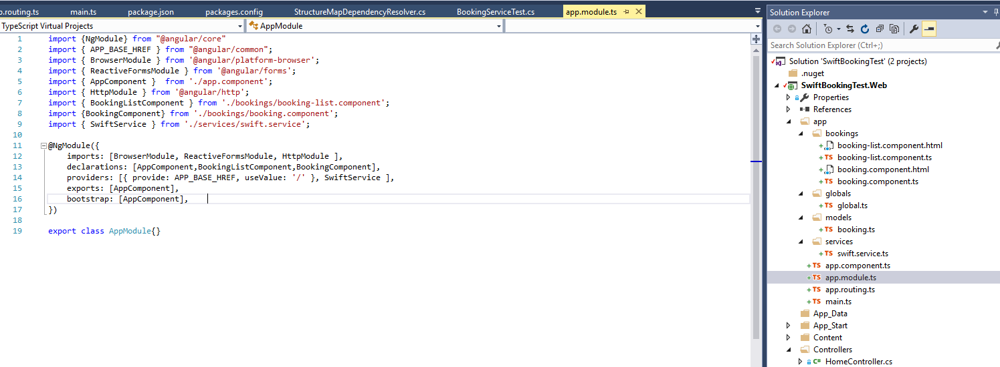 p.routing.ts main.ts package.json packages.config StructureMapDependencyResolver.cs BookingServiceTest.cs app.module.ts
TypeScript Virtual Projects AppModule
1 import {NgModule} from "@angular/core"
2 import { APP_BASE_HREF } from "@angular/common";
3 import { BrowserModule } from '@angular/platform-browser';
4 import { ReactiveFormsModule } from '@angular/forms';
5 import { AppComponent }  from './app.component';
6 import { HttpModule } from '@angular/http';
7 import { BookingListComponent } from './bookings/booking-list.component';
8 import {BookingComponent} from './bookings/booking.component';
9 import { SwiftService } from './services/swift.service';
10
11 @NgModule({
12     imports: [BrowserModule, ReactiveFormsModule, HttpModule ],
13     declarations: [AppComponent,BookingListComponent,BookingComponent],
14     providers: [{ provide: APP_BASE_HREF, useValue: '/' }, SwiftService ],
15     exports: [AppComponent],
16     bootstrap: [AppComponent],
17 })
18
19 export class AppModule{}
Solution Explorer
Search Solution Explorer (Ctrl+;)
Solution 'SwiftBookingTest' (2 projects)
.nuget
SwiftBookingTest.Web
Properties
References
app
bookings
booking-list.component.html
TS booking-list.component.ts
booking.component.html
TS booking.component.ts
globals
TS global.ts
models
TS booking.ts
services
TS swift.service.ts
TS app.component.ts
TS app.module.ts
TS app.routing.ts
TS main.ts
App_Data
App_Start
Content
Controllers
C# HomeController.cs